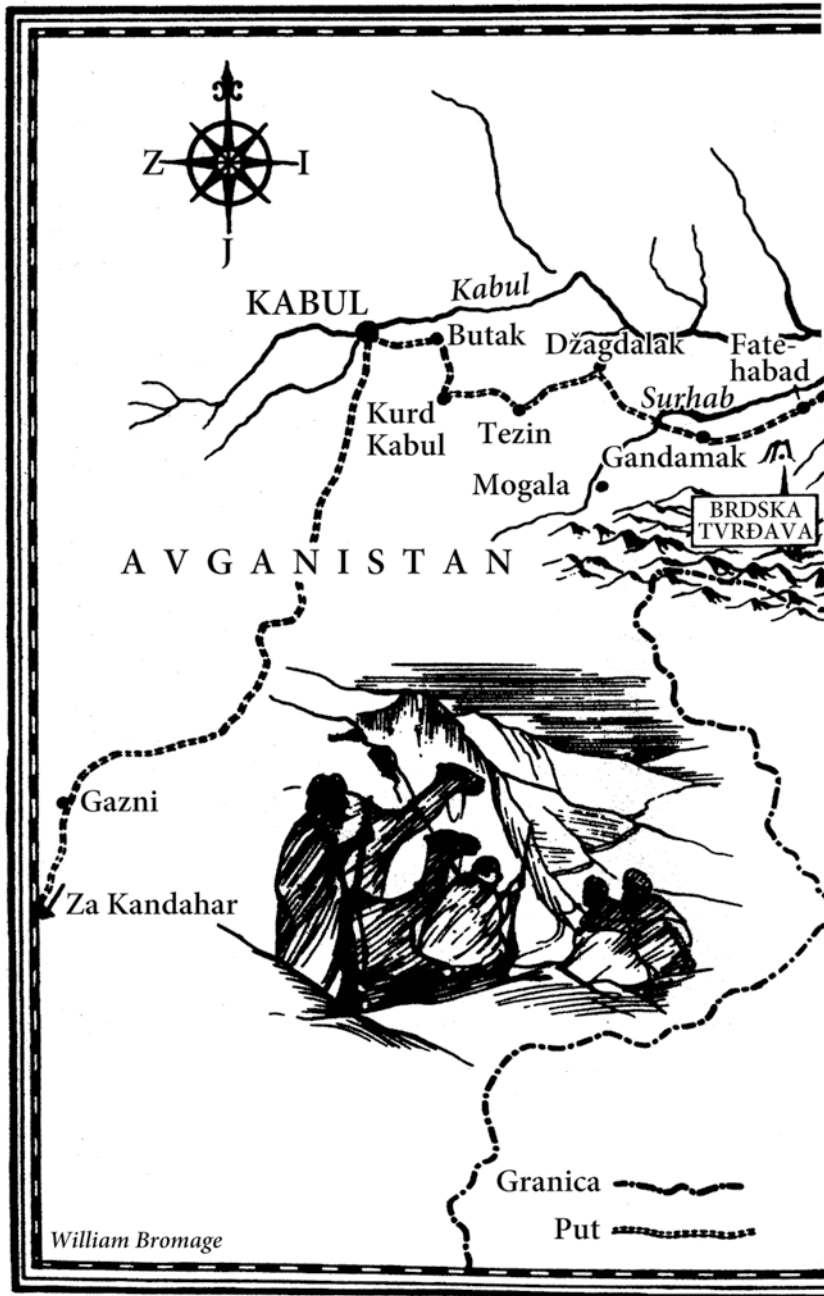 Z
I
J
KABUL
Kabul
Butak
Džagdalak
Fate-
habad
Kurd
Kabul
Tezin
Surhab
Gandamak
Mogala
BRDSKA
TVRĐAVA
AVGANISTAN
Gazni
Za Kandahar
Granica
Put
William Bromage